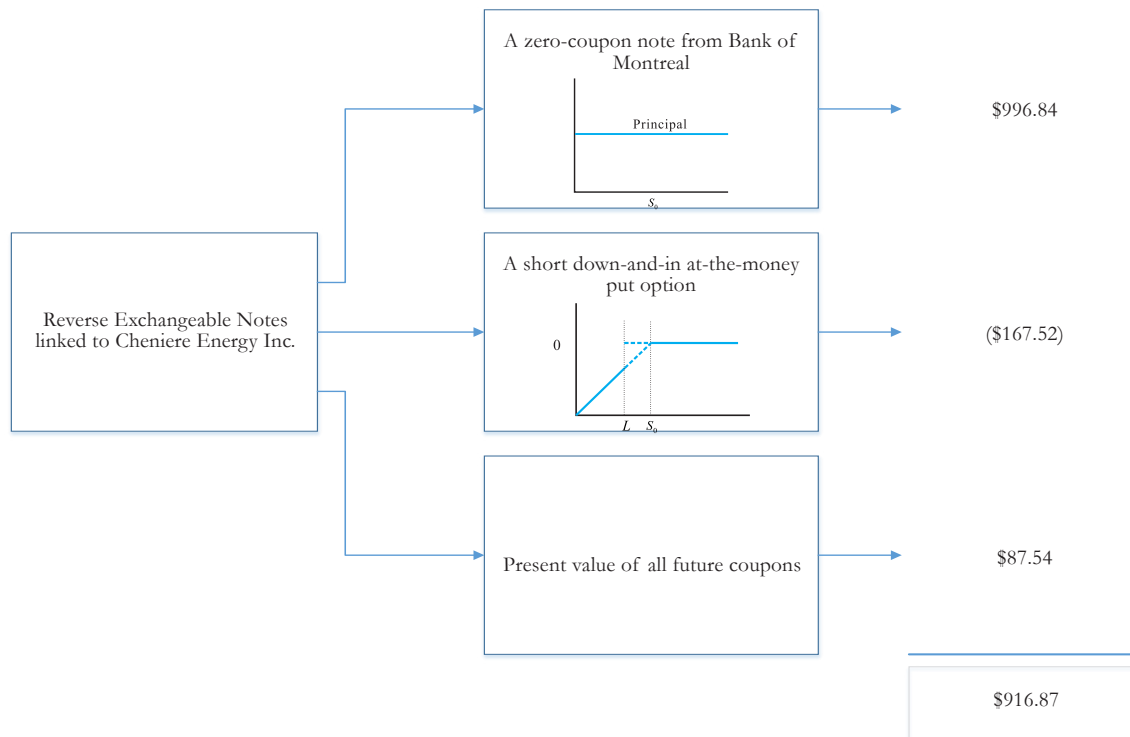 A zero-coupon note from Bank of
Montreal
Principal
S₀
$996.84
Reverse Exchangeable Notes
linked to Cheniere Energy Inc.
A short down-and-in at-the-money
put option
0
L S₀
($167.52)
Present value of all future coupons
$87.54
$916.87